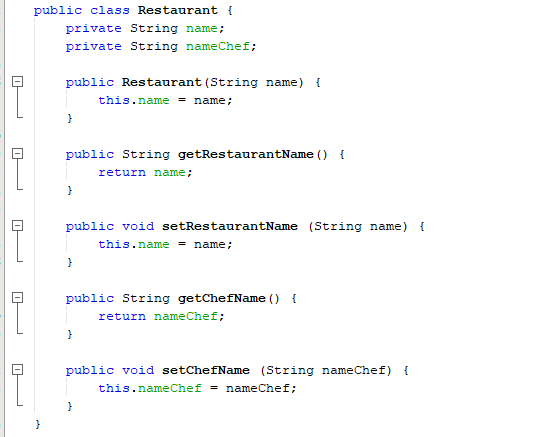 public class Restaurant {
    private String name;
    private String nameChef;

    public Restaurant(String name) {
        this.name = name;
    }

    public String getRestaurantName() {
        return name;
    }

    public void setRestaurantName (String name) {
        this.name = name;
    }

    public String getChefName() {
        return nameChef;
    }

    public void setChefName (String nameChef) {
        this.nameChef = nameChef;
    }
}